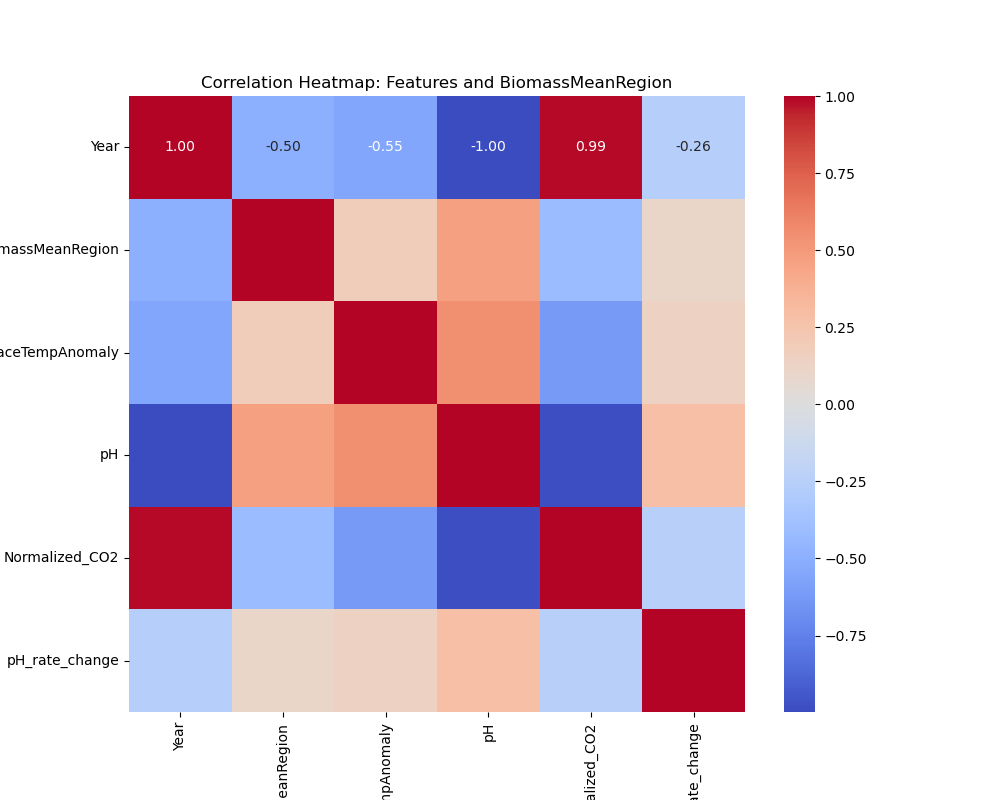 Correlation Heatmap: Features and BiomassMeanRegion
Year 1.00 -0.50 -0.55 -1.00 0.99 -0.26
massMeanRegion
aceTempAnomaly
pH
Normalized_CO2
pH_rate_change
Year eanRegion mpAnomaly pH alized_CO2 ate_change
1.00
0.75
0.50
0.25
0.00
−0.25
−0.50
−0.75